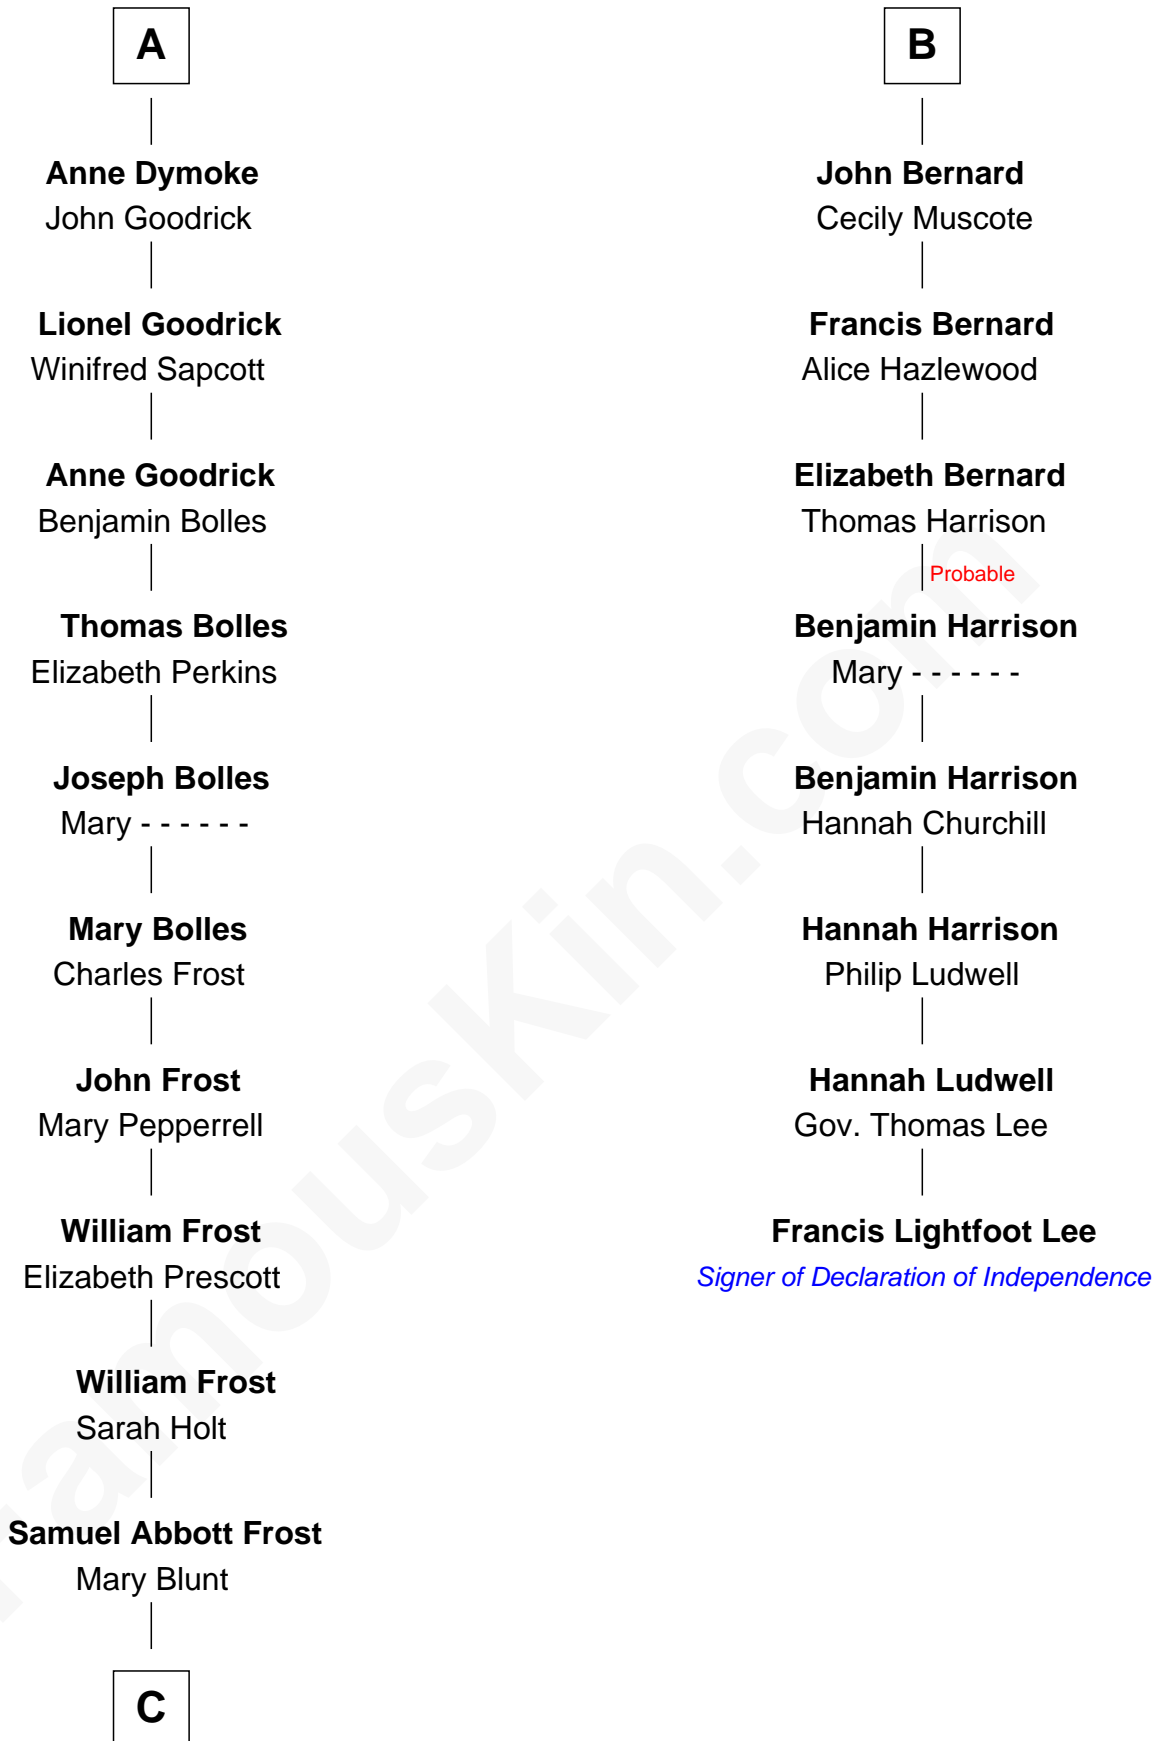 A
Anne Dymoke
John Goodrick
Lionel Goodrick
Winifred Sapcott
Anne Goodrick
Benjamin Bolles
Thomas Bolles
Elizabeth Perkins
Joseph Bolles
Mary - - - - - -
Mary Bolles
Charles Frost
John Frost
Mary Pepperrell
William Frost
Elizabeth Prescott
William Frost
Sarah Holt
Samuel Abbott Frost
Mary Blunt
C
B
John Bernard
Cecily Muscote
Francis Bernard
Alice Hazlewood
Elizabeth Bernard
Thomas Harrison
Probable
Benjamin Harrison
Mary - - - - - -
Benjamin Harrison
Hannah Churchill
Hannah Harrison
Philip Ludwell
Hannah Ludwell
Gov. Thomas Lee
Francis Lightfoot Lee
Signer of Declaration of Independence
FamousKin.com